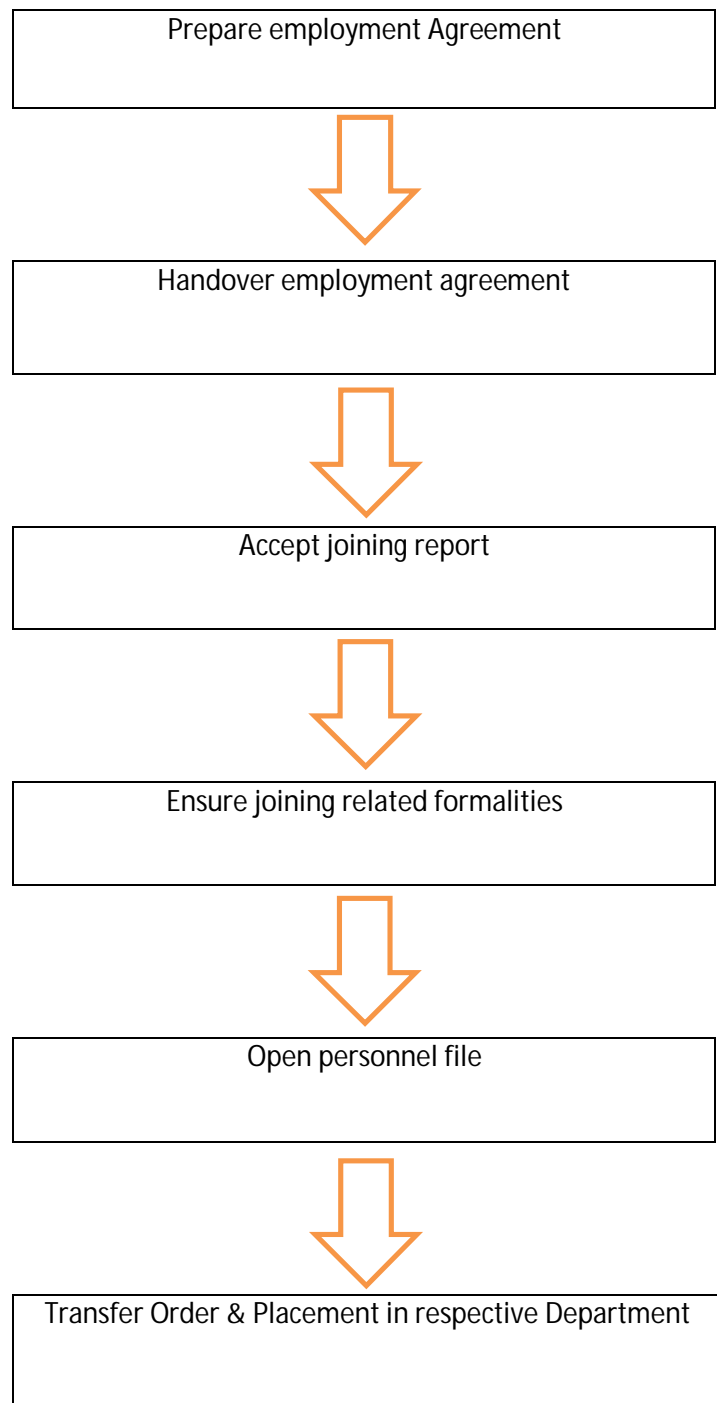 Prepare employment Agreement
Handover employment agreement
Accept joining report
Ensure joining related formalities
Open personnel file
Transfer Order & Placement in respective Department